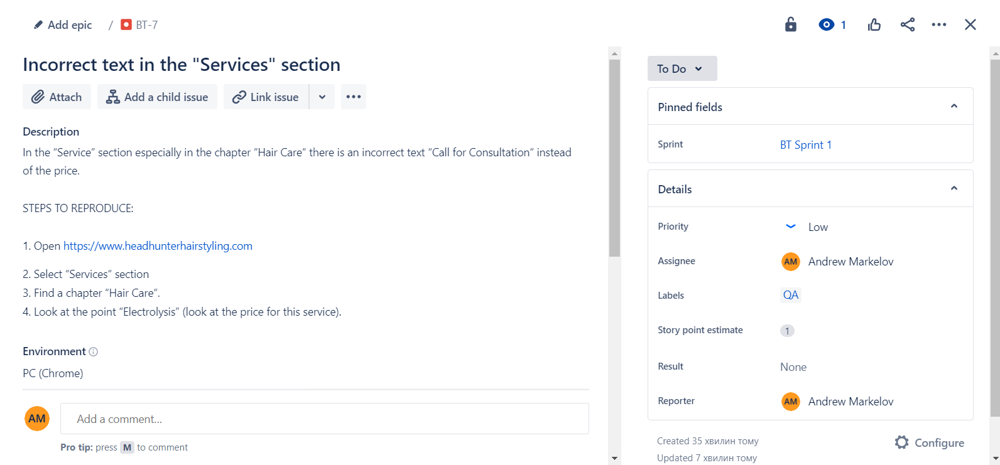 Add epic / BT-7
1
Incorrect text in the "Services" section
Attach Add a child issue Link issue
Description
In the “Service” section especially in the chapter “Hair Care” there is an incorrect text “Call for Consultation” instead
of the price.
STEPS TO REPRODUCE:
1. Open https://www.headhunterhairstyling.com
2. Select “Services” section
3. Find a chapter “Hair Care”.
4. Look at the point “Electrolysis” (look at the price for this service).
Environment
PC (Chrome)
AM Add a comment...
Pro tip: press M to comment
To Do
Pinned fields
Sprint BT Sprint 1
Details
Priority Low
Assignee AM Andrew Markelov
Labels QA
Story point estimate 1
Result None
Reporter AM Andrew Markelov
Created 35 хвилин тому
Updated 7 хвилин тому
Configure